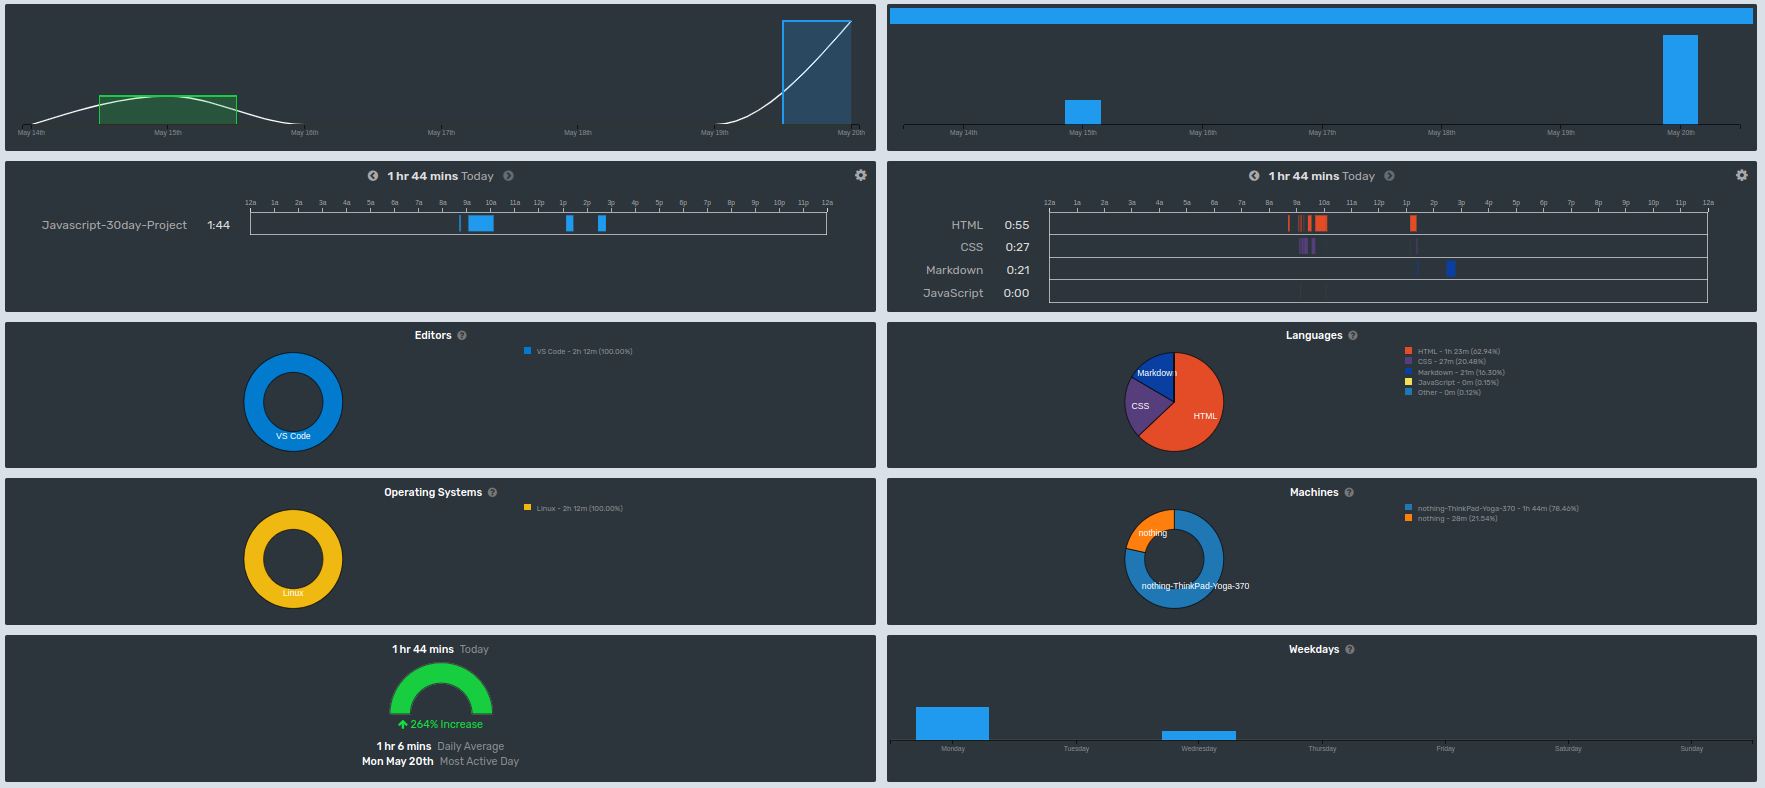 May 14th May 15th May 16th May 17th May 18th May 19th May 20th
May 14th May 15th May 16th May 17th May 18th May 19th May 20th
1 hr 44 mins Today
12a 1a 2a 3a 4a 5a 6a 7a 8a 9a 10a 11a 12p 1p 2p 3p 4p 5p 6p 7p 8p 9p 10p 11p 12a
Javascript-30day-Project 1:44
1 hr 44 mins Today
12a 1a 2a 3a 4a 5a 6a 7a 8a 9a 10a 11a 12p 1p 2p 3p 4p 5p 6p 7p 8p 9p 10p 11p 12a
HTML 0:55
CSS 0:27
Markdown 0:21
JavaScript 0:00
Editors ?
VS Code - 2h 12m (100.00%)
VS Code
Languages ?
HTML - 1h 23m (62.94%)
CSS - 27m (20.48%)
Markdown - 21m (16.30%)
JavaScript - 0m (0.15%)
Other - 0m (0.12%)
Markdown
CSS
HTML
Operating Systems ?
Linux - 2h 12m (100.00%)
Linux
Machines ?
nothing-ThinkPad-Yoga-370 - 1h 44m (78.46%)
nothing - 28m (21.54%)
nothing
nothing-ThinkPad-Yoga-370
1 hr 44 mins Today
264% Increase
1 hr 6 mins Daily Average
Mon May 20th Most Active Day
Weekdays ?
Monday Tuesday Wednesday Thursday Friday Saturday Sunday